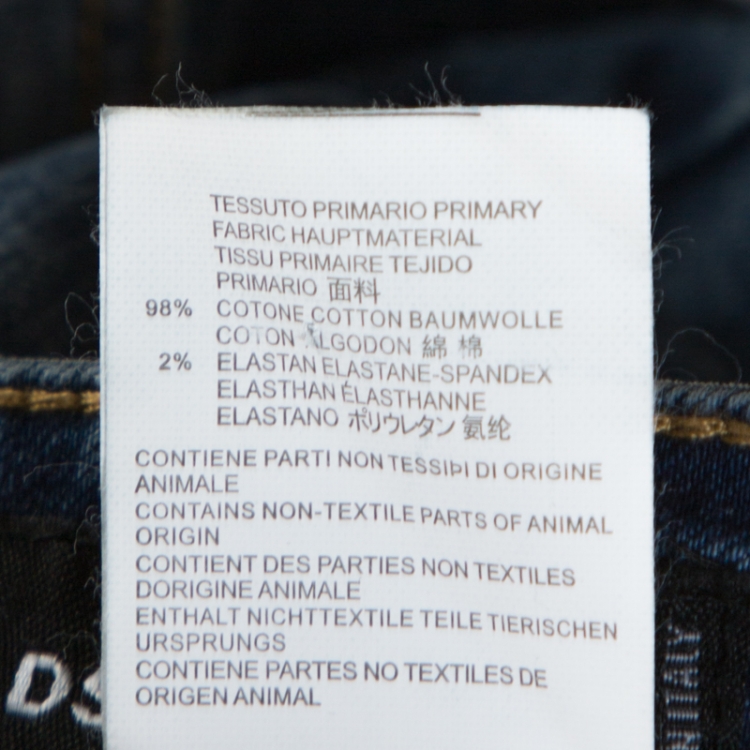 TESSUTO PRIMARIO PRIMARY
FABRIC HAUPTMATERIAL
TISSU PRIMAIRE TEJIDO
PRIMARIO 面料
98% COTONE COTTON BAUMWOLLE
COTON ALGODON 綿 棉
2% ELASTAN ELASTANE-SPANDEX
ELASTHAN ÉLASTHANNE
ELASTANO ポリウレタン 氨纶
CONTIENE PARTI NON TESSIÞI DI ORIGINE
ANIMALE
CONTAINS NON-TEXTILE PARTS OF ANIMAL
ORIGIN
CONTIENT DES PARTIES NON TEXTILES
DORIGINE ANIMALE
ENTHALT NICHTTEXTILE TEILE TIERISCHEN
URSPRUNGS
CONTIENE PARTES NO TEXTILES DE
ORIGEN ANIMAL
ITALY